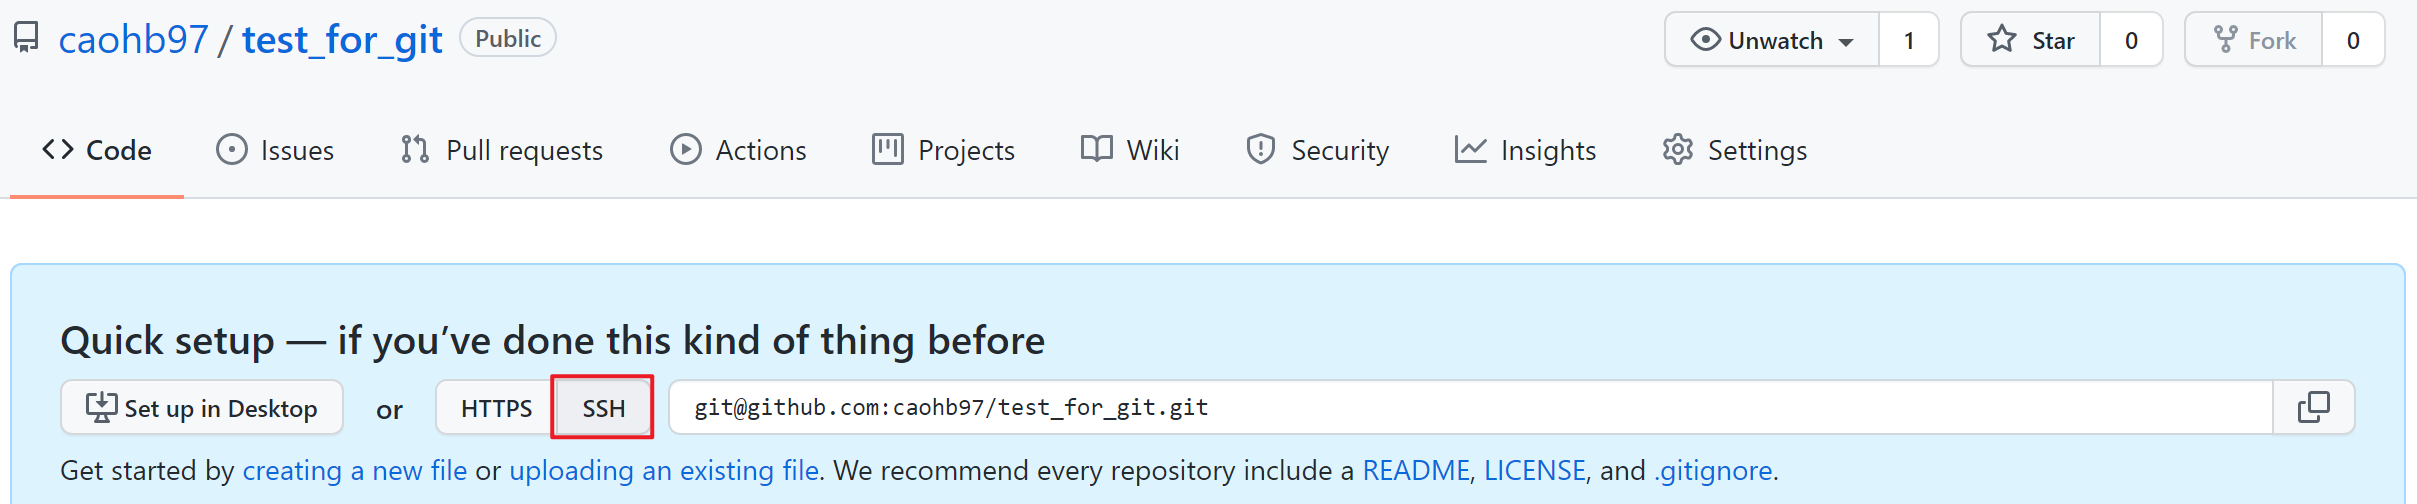 caohb97 / test_for_git Public Unwatch 1 Star 0 Fork 0
Code Issues Pull requests Actions Projects Wiki Security Insights Settings
Quick setup — if you’ve done this kind of thing before
Set up in Desktop or HTTPS SSH git@github.com:caohb97/test_for_git.git
Get started by creating a new file or uploading an existing file. We recommend every repository include a README, LICENSE, and .gitignore.